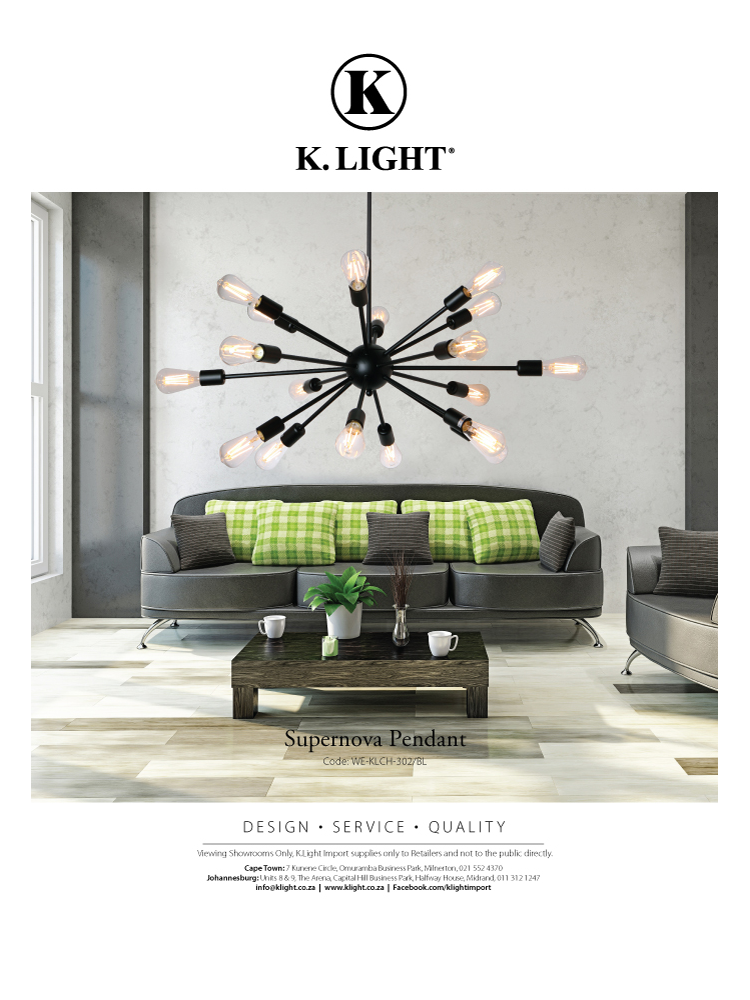 K
K. LIGHT®
Supernova Pendant
Code: WE-KLCH-302/BL
DESIGN • SERVICE • QUALITY
Viewing Showrooms Only, K.Light Import supplies only to Retailers and not to the public directly.
Cape Town: 7 Kunene Circle, Omuramba Business Park, Milnerton, 021 552 4370
Johannesburg: Units 8 & 9, The Arena, Capital Hill Business Park, Halfway House, Midrand, 011 312 1247
info@klight.co.za | www.klight.co.za | Facebook.com/klightimport